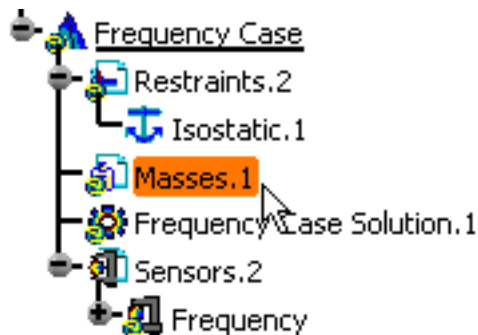 Frequency Case
Restraints.2
Isostatic.1
Masses.1
Frequency Case Solution.1
Sensors.2
Frequency